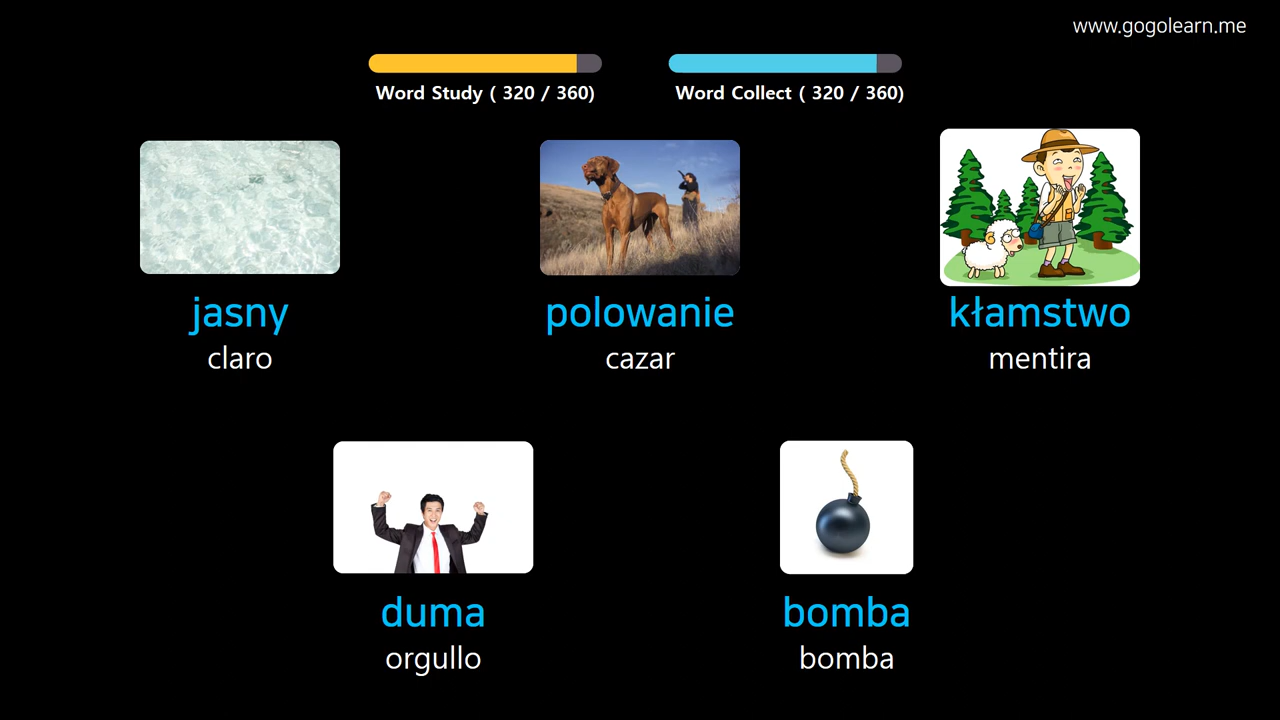 www.gogolearn.me
Word Study ( 320 / 360)
Word Collect ( 320 / 360)
jasny
claro
polowanie
cazar
kłamstwo
mentira
duma
orgullo
bomba
bomba